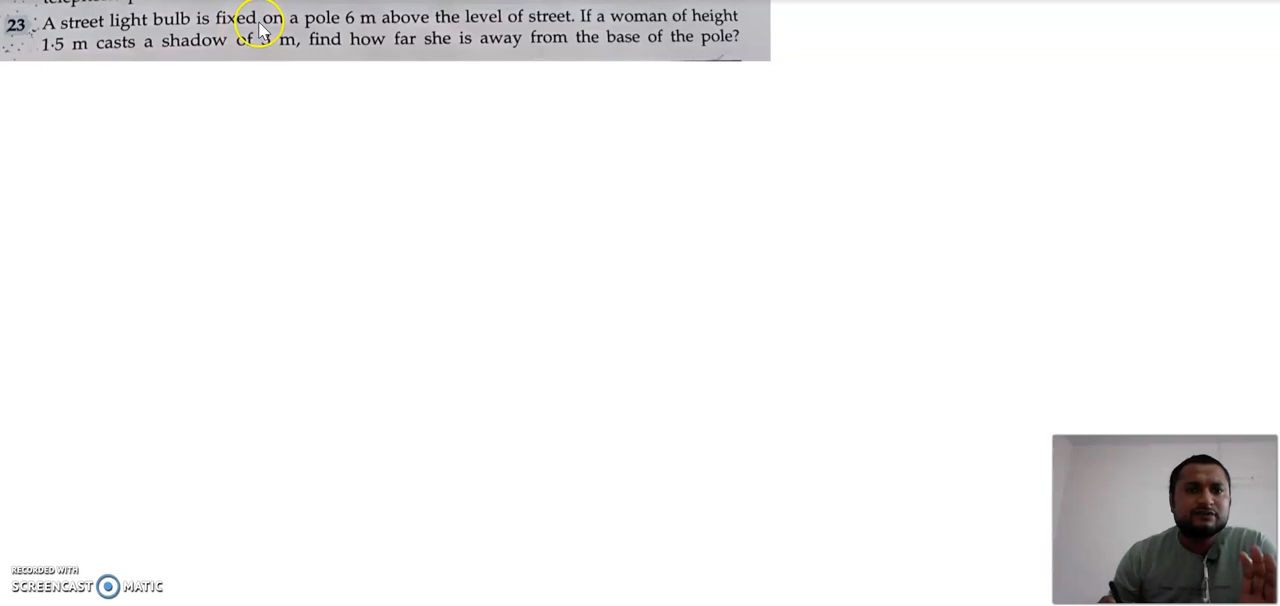 23. A street light bulb is fixed on a pole 6 m above the level of street. If a woman of height
1·5 m casts a shadow of 3 m, find how far she is away from the base of the pole?
RECORDED WITH
SCREENCAST MATIC